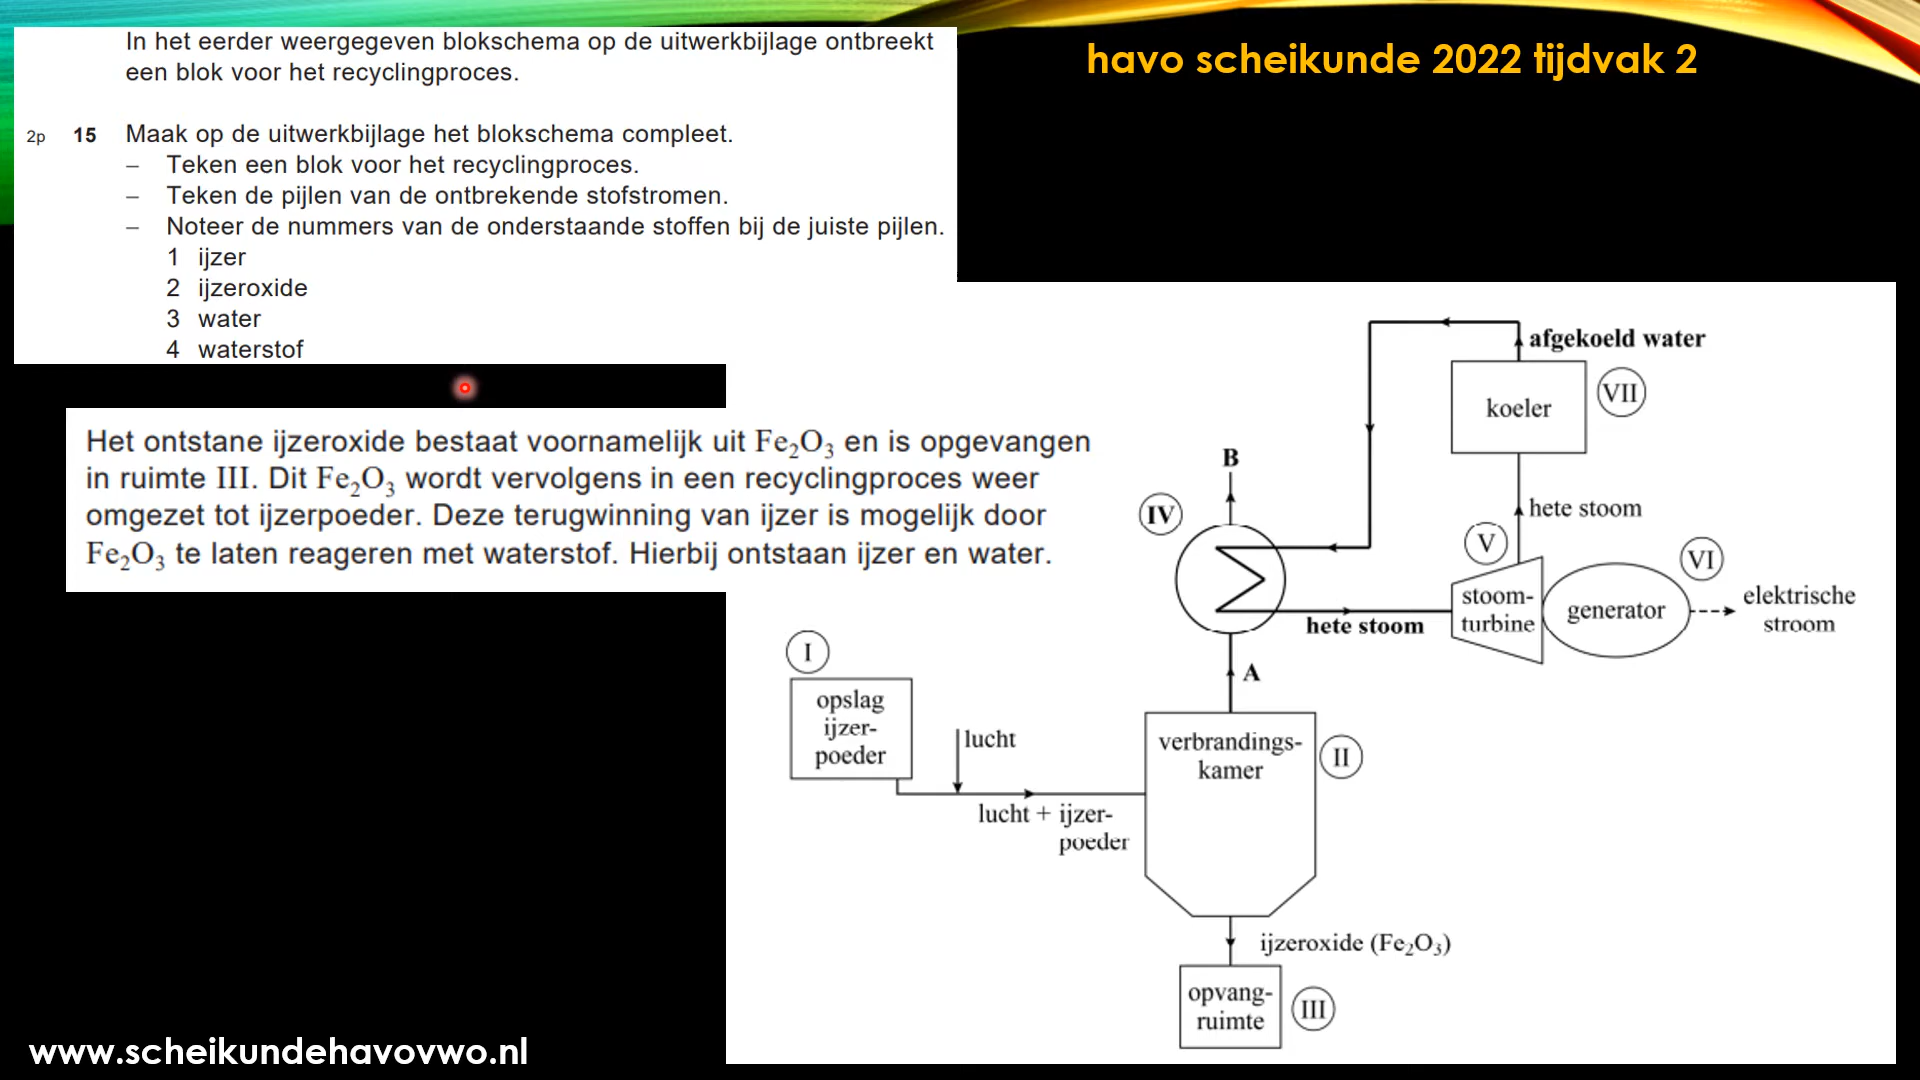 havo scheikunde 2022 tijdvak 2
In het eerder weergegeven blokschema op de uitwerkbijlage ontbreekt
een blok voor het recyclingproces.
2p 15 Maak op de uitwerkbijlage het blokschema compleet.
– Teken een blok voor het recyclingproces.
– Teken de pijlen van de ontbrekende stofstromen.
– Noteer de nummers van de onderstaande stoffen bij de juiste pijlen.
1 ijzer
2 ijzeroxide
3 water
4 waterstof
Het ontstane ijzeroxide bestaat voornamelijk uit Fe₂O₃ en is opgevangen
in ruimte III. Dit Fe₂O₃ wordt vervolgens in een recyclingproces weer
omgezet tot ijzerpoeder. Deze terugwinning van ijzer is mogelijk door
Fe₂O₃ te laten reageren met waterstof. Hierbij ontstaan ijzer en water.
afgekoeld water
koeler
VII
B
IV
hete stoom
V
VI
stoom-
turbine
generator
elektrische
stroom
hete stoom
A
I
opslag
ijzer-
poeder
lucht
lucht + ijzer-
poeder
verbrandings-
kamer
II
ijzeroxide (Fe₂O₃)
opvang-
ruimte
III
www.scheikundehavovwo.nl